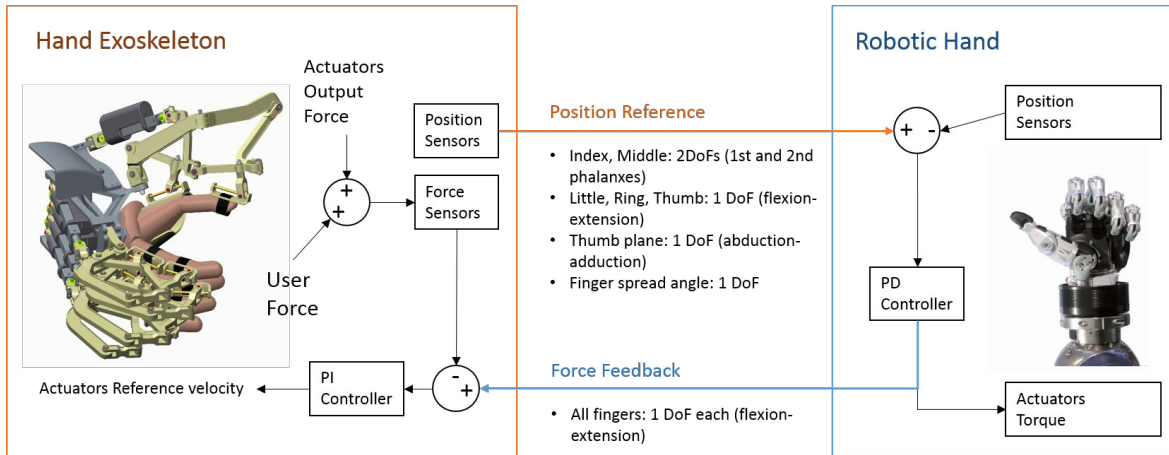 Hand Exoskeleton
Actuators
Output
Force
Position
Sensors
Force
Sensors
+
+
User
Force
-
+
PI
Controller
Actuators Reference velocity
Position Reference
• Index, Middle: 2DoFs (1st and 2nd
phalanxes)
• Little, Ring, Thumb: 1 DoF (flexion-
extension)
• Thumb plane: 1 DoF (abduction-
adduction)
• Finger spread angle: 1 DoF
Force Feedback
• All fingers: 1 DoF each (flexion-
extension)
Robotic Hand
+ -
Position
Sensors
PD
Controller
Actuators
Torque